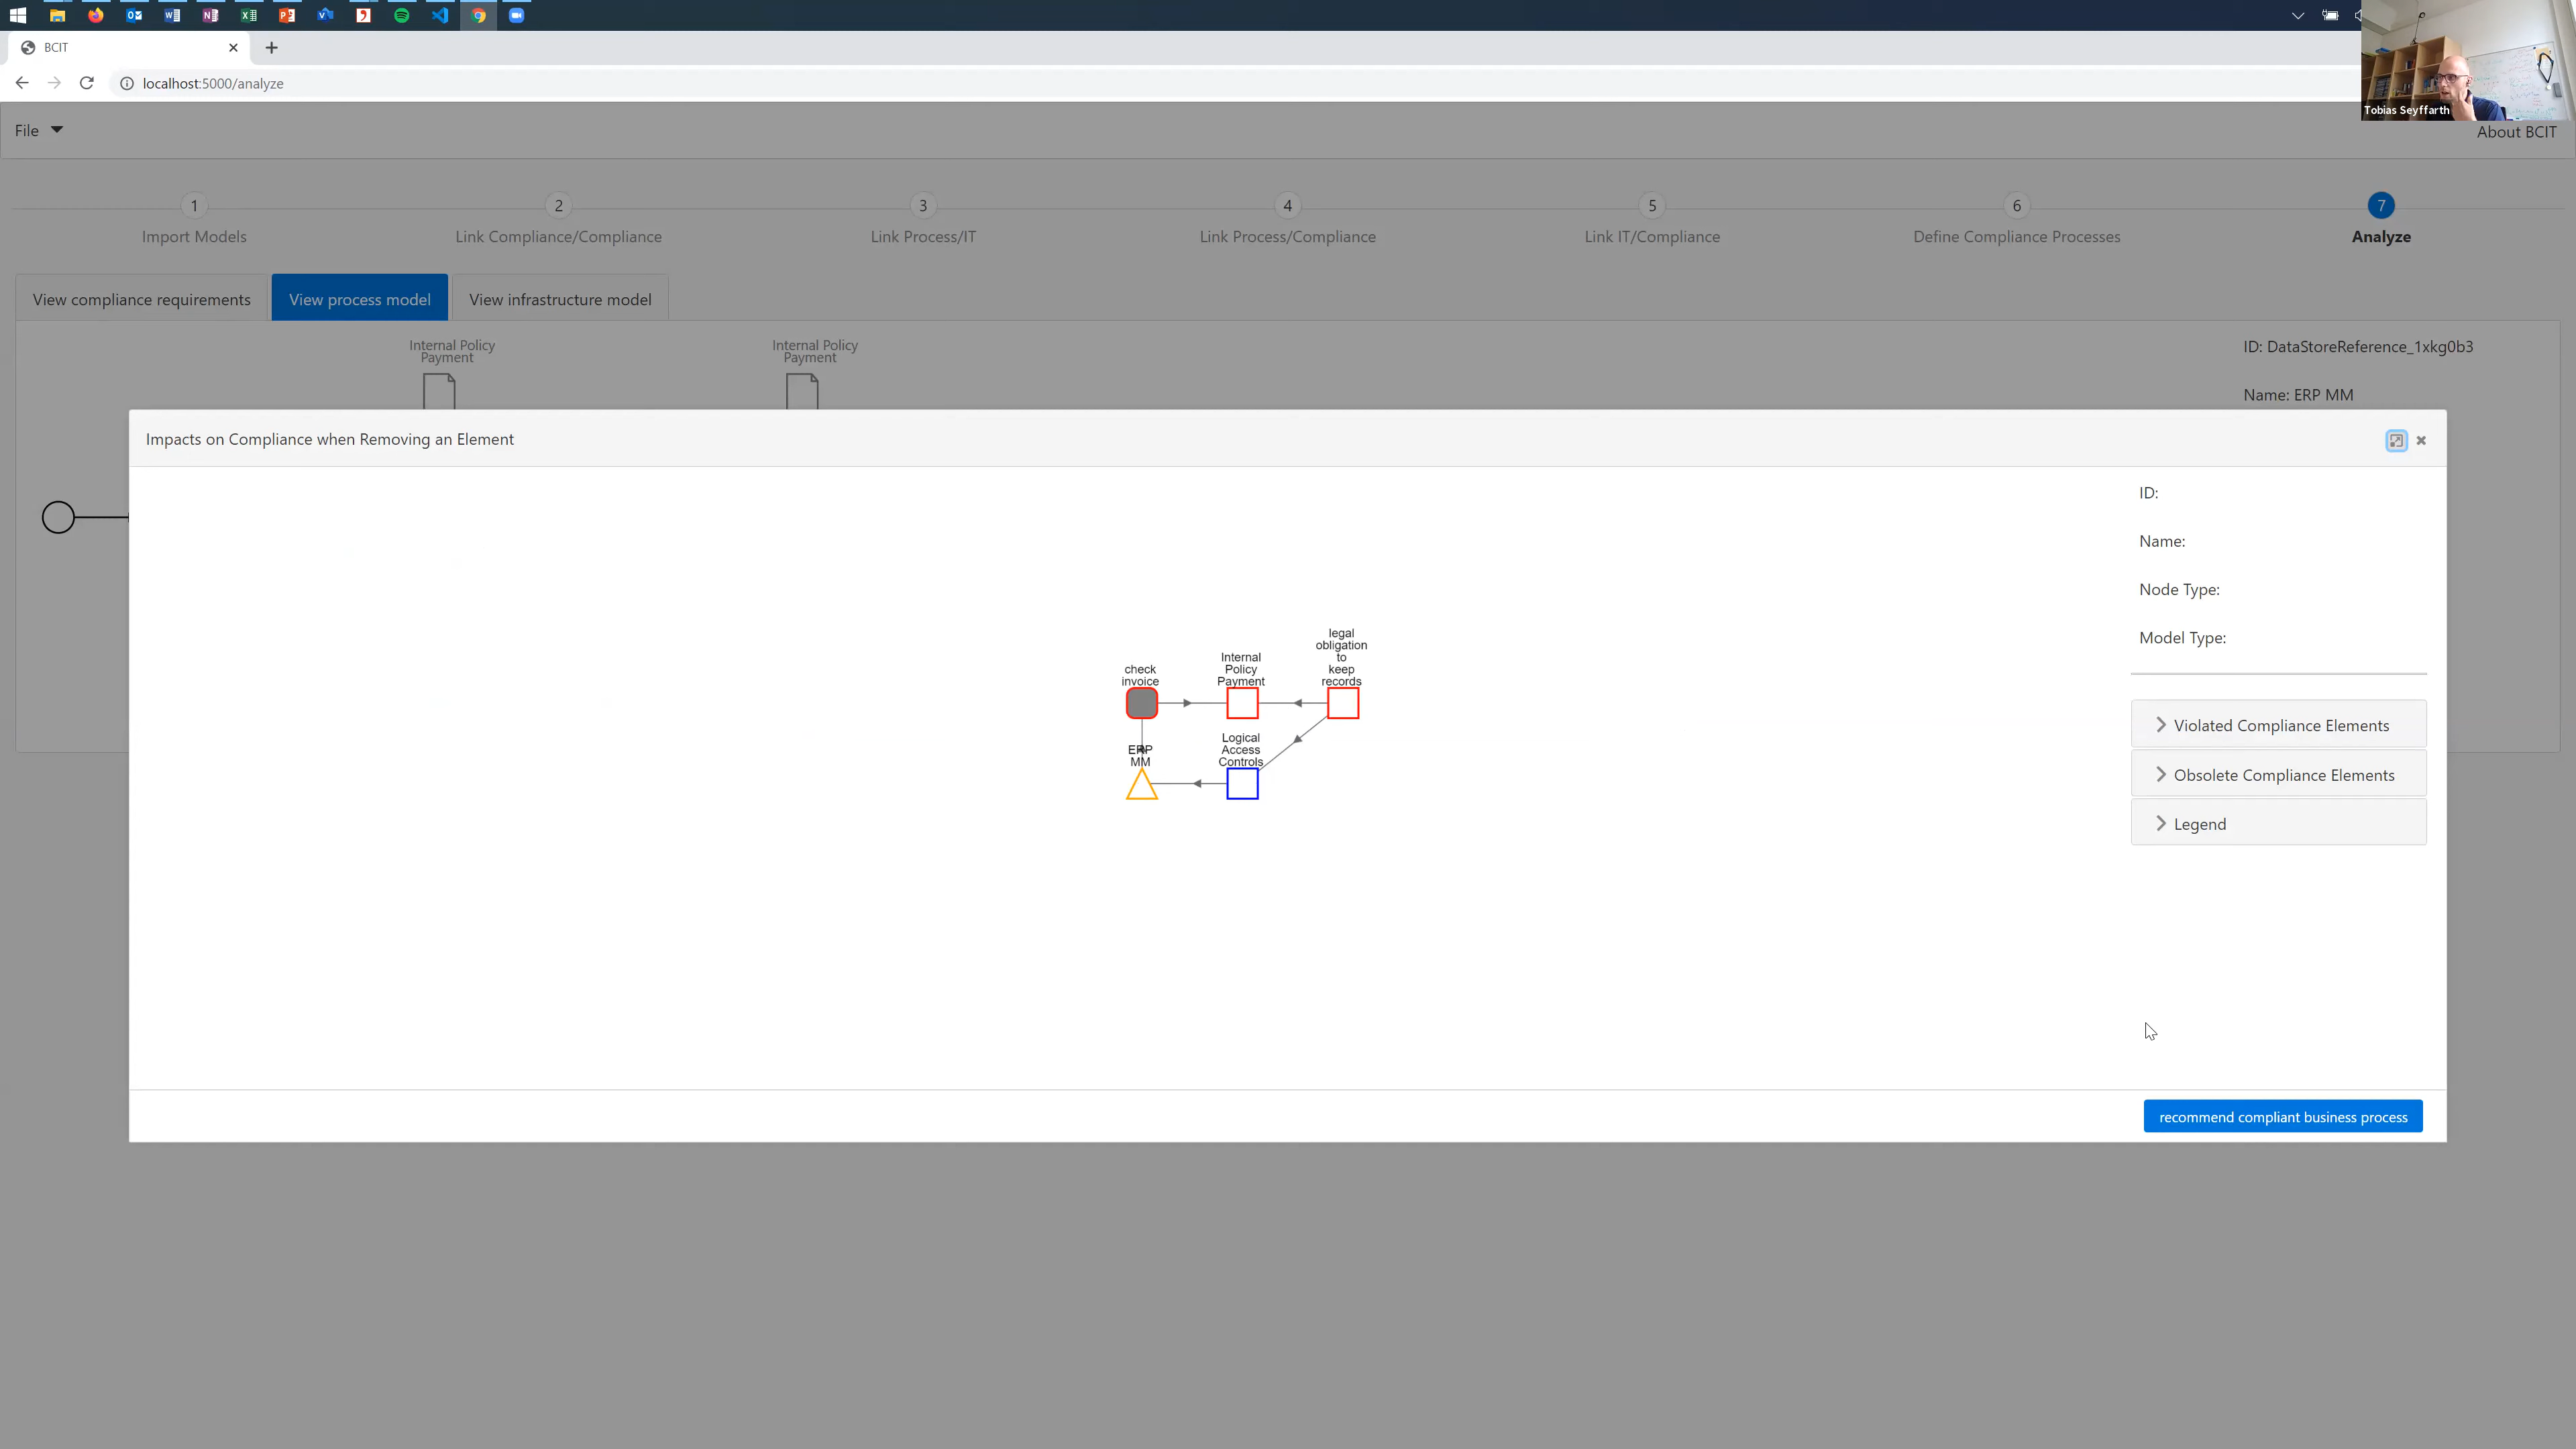 BCIT
localhost:5000/analyze
Tobias Seyffarth
File
About BCIT
1
2
3
4
5
6
7
Import Models
Link Compliance/Compliance
Link Process/IT
Link Process/Compliance
Link IT/Compliance
Define Compliance Processes
Analyze
View compliance requirements
View process model
View infrastructure model
Internal Policy
Payment
Internal Policy
Payment
ID: DataStoreReference_1xkg0b3
Name: ERP MM
Impacts on Compliance when Removing an Element
ID:
Name:
Node Type:
Model Type:
check
invoice
Internal
Policy
Payment
legal
obligation
to
keep
records
ERP
MM
Logical
Access
Controls
Violated Compliance Elements
Obsolete Compliance Elements
Legend
recommend compliant business process